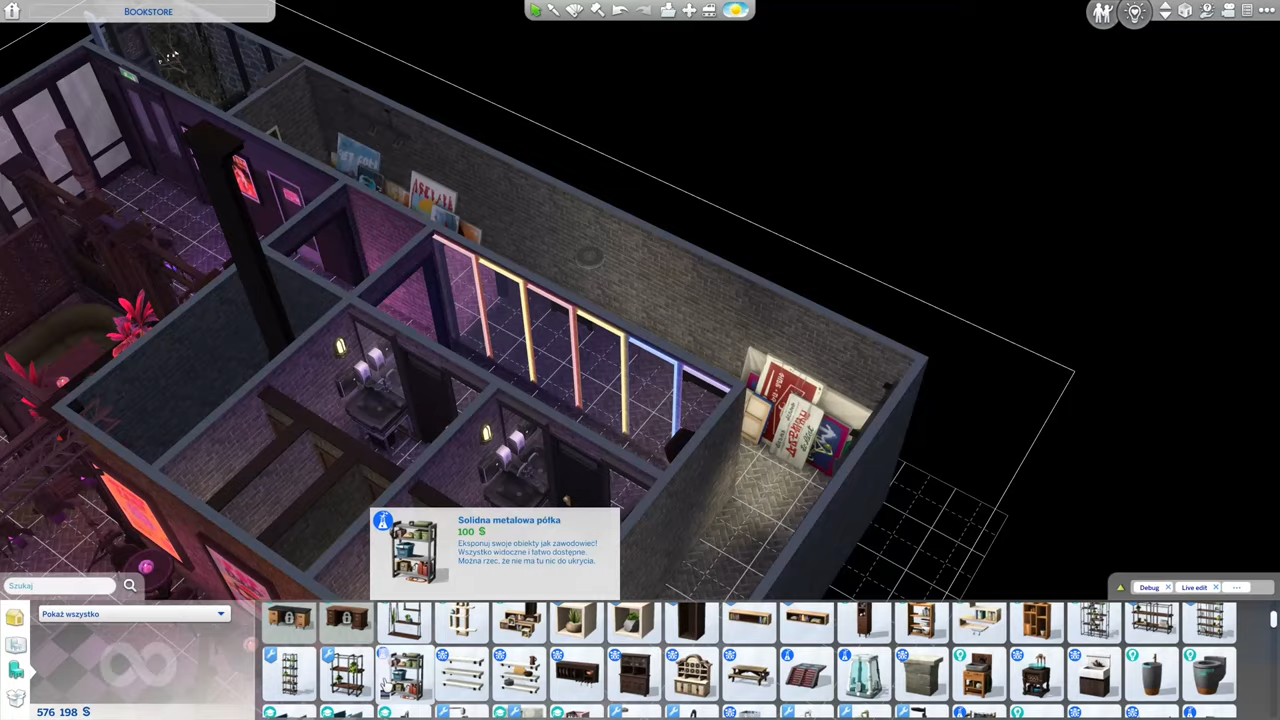 BOOKSTORE
Solidna metalowa półka
100 $
Eksponuj swoje obiekty jak zawodowiec!
Wszystko widoczne i łatwo dostępne.
Można rzec, że nie ma tu nic do ukrycia.
Szukaj
Debug
Live edit
Pokaż wszystko
576 198 $